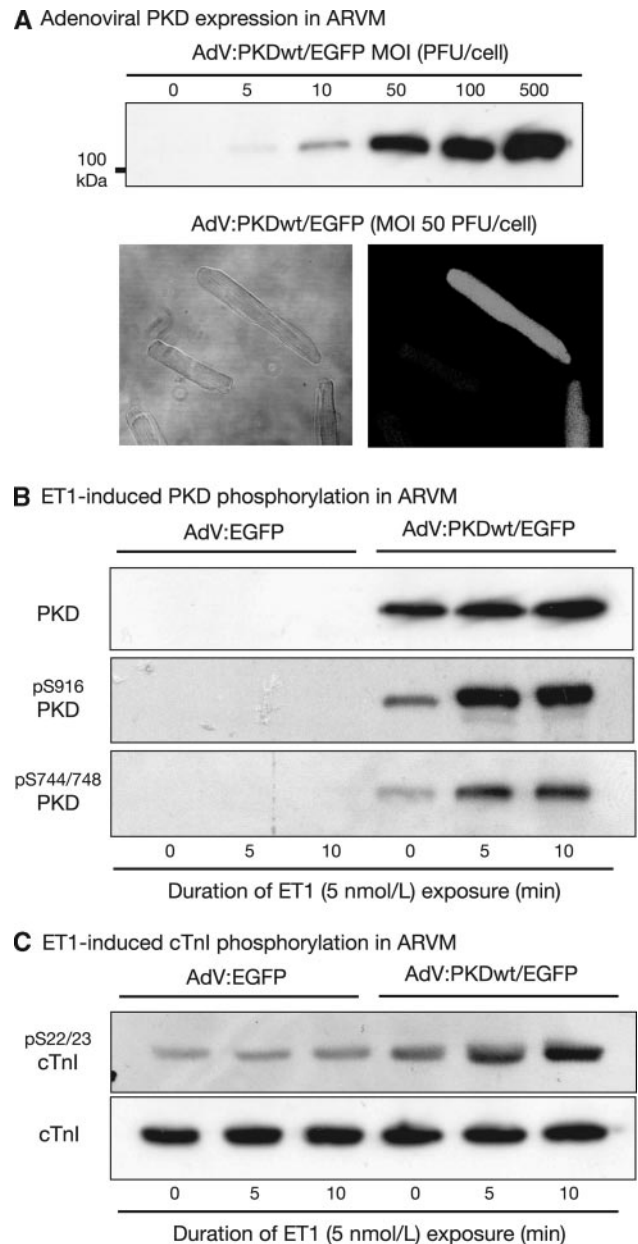 A Adenoviral PKD expression in ARVM
AdV:PKDwt/EGFP MOI (PFU/cell)
0 5 10 50 100 500
100
kDa
AdV:PKDwt/EGFP (MOI 50 PFU/cell)
B ET1-induced PKD phosphorylation in ARVM
AdV:EGFP AdV:PKDwt/EGFP
PKD
pS916
PKD
pS744/748
PKD
0 5 10 0 5 10
Duration of ET1 (5 nmol/L) exposure (min)
C ET1-induced cTnI phosphorylation in ARVM
AdV:EGFP AdV:PKDwt/EGFP
pS22/23
cTnI
cTnI
0 5 10 0 5 10
Duration of ET1 (5 nmol/L) exposure (min)